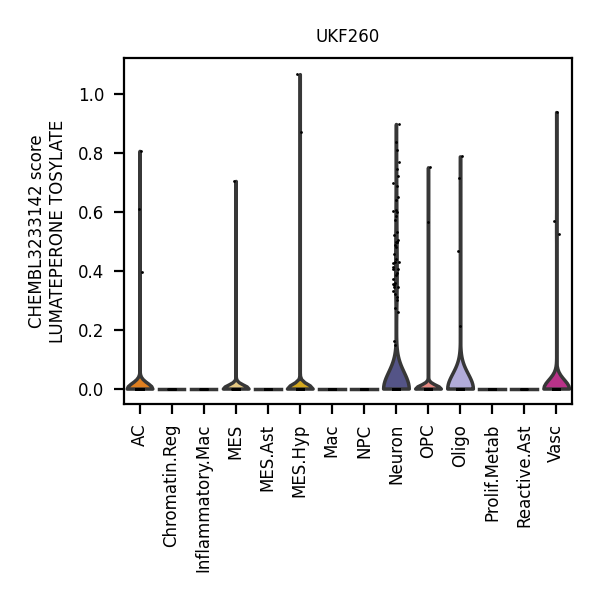 UKF260
CHEMBL3233142 score
LUMATEPERONE TOSYLATE
1.0
0.8
0.6
0.4
0.2
0.0
AC
Chromatin.Reg
Inflammatory.Mac
MES
MES.Ast
MES.Hyp
Mac
NPC
Neuron
OPC
Oligo
Prolif.Metab
Reactive.Ast
Vasc